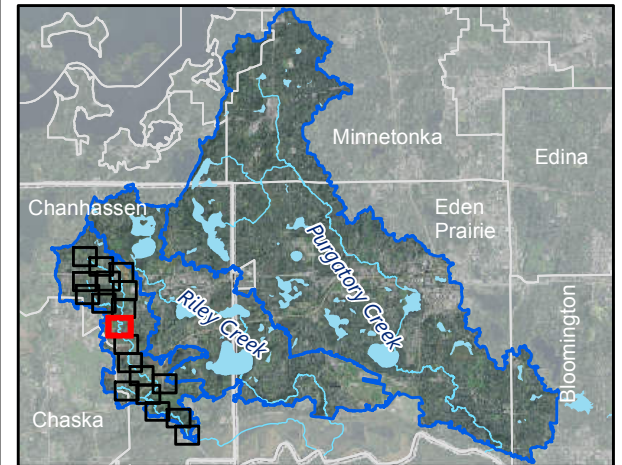 Minnetonka
Edina
Chanhassen
Eden
Prairie
Purgatory Creek
Riley Creek
Bloomington
Chaska